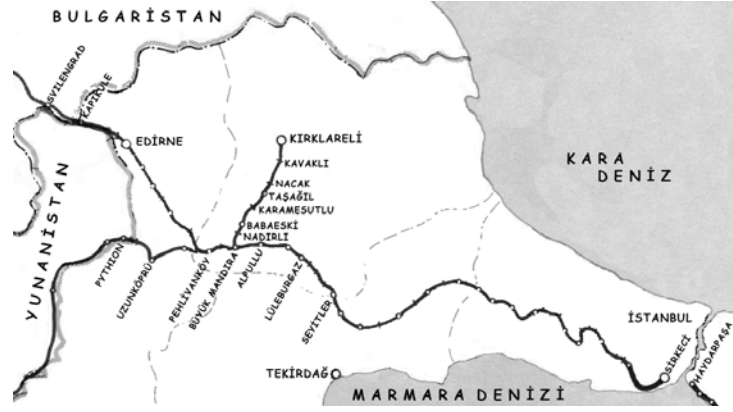 BULGARİSTAN
SVILENGRAD
KAPIKULE
EDİRNE
KIRKLARELİ
KAVAKLI
NACAK
TAŞAĞIL
KARAMESUTLU
BABAESKİ
NADIRLI
KARA
DENİZ
YUNANİSTAN
PYTHION
UZUNKÖPRÜ
PEHLİVANKÖY
BÜYÜK MANDIRA
ALPULLU
LÜLEBURGAZ
SEYİTLER
İSTANBUL
SİRKECİ
HAYDARPAŞA
TEKİRDAĞ
MARMARA DENİZİ